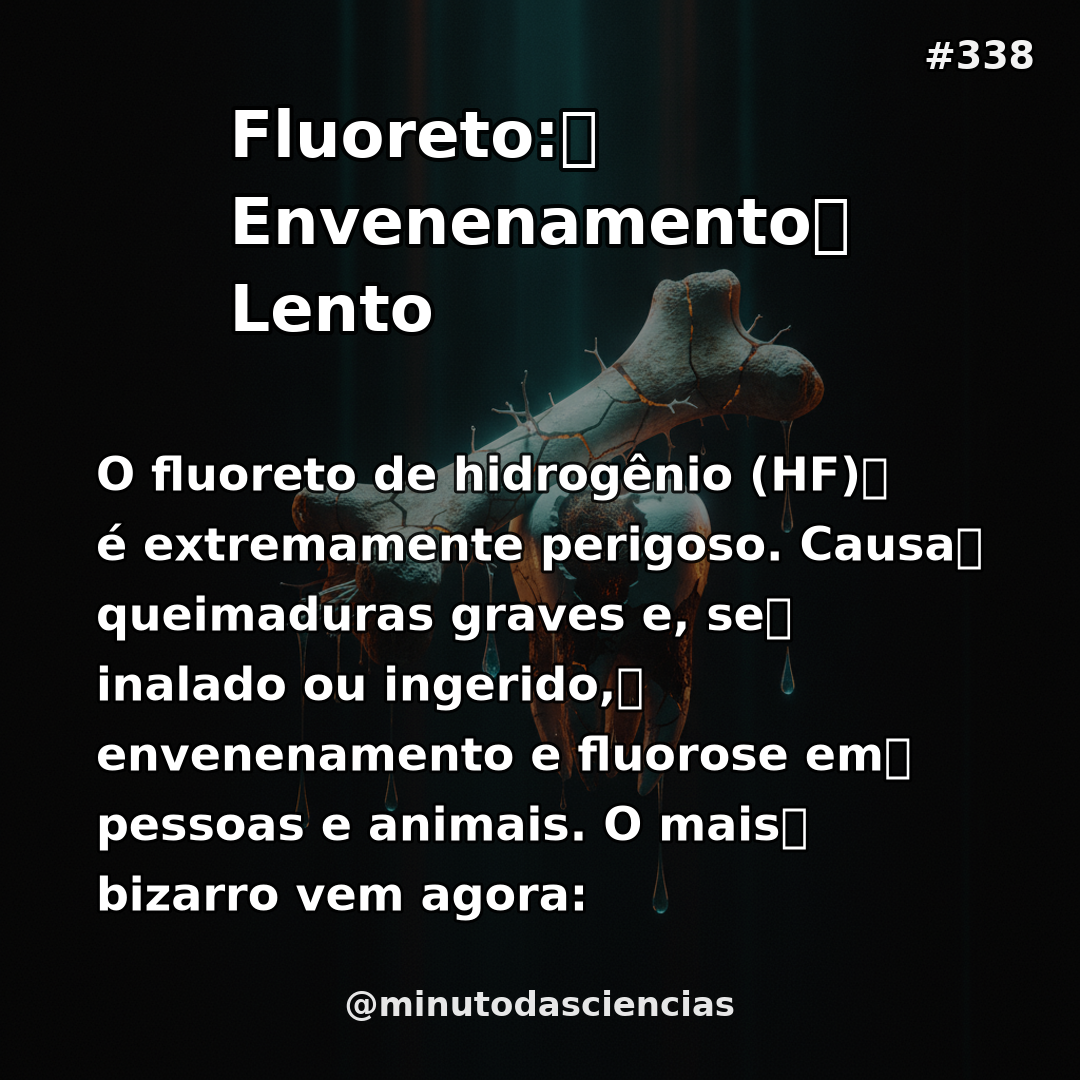 #338
Fluoreto:
Envenenamento
Lento
O fluoreto de hidrogênio (HF)
é extremamente perigoso. Causa
queimaduras graves e, se
inalado ou ingerido,
envenenamento e fluorose em
pessoas e animais. O mais
bizarro vem agora:
@minutodasciencias